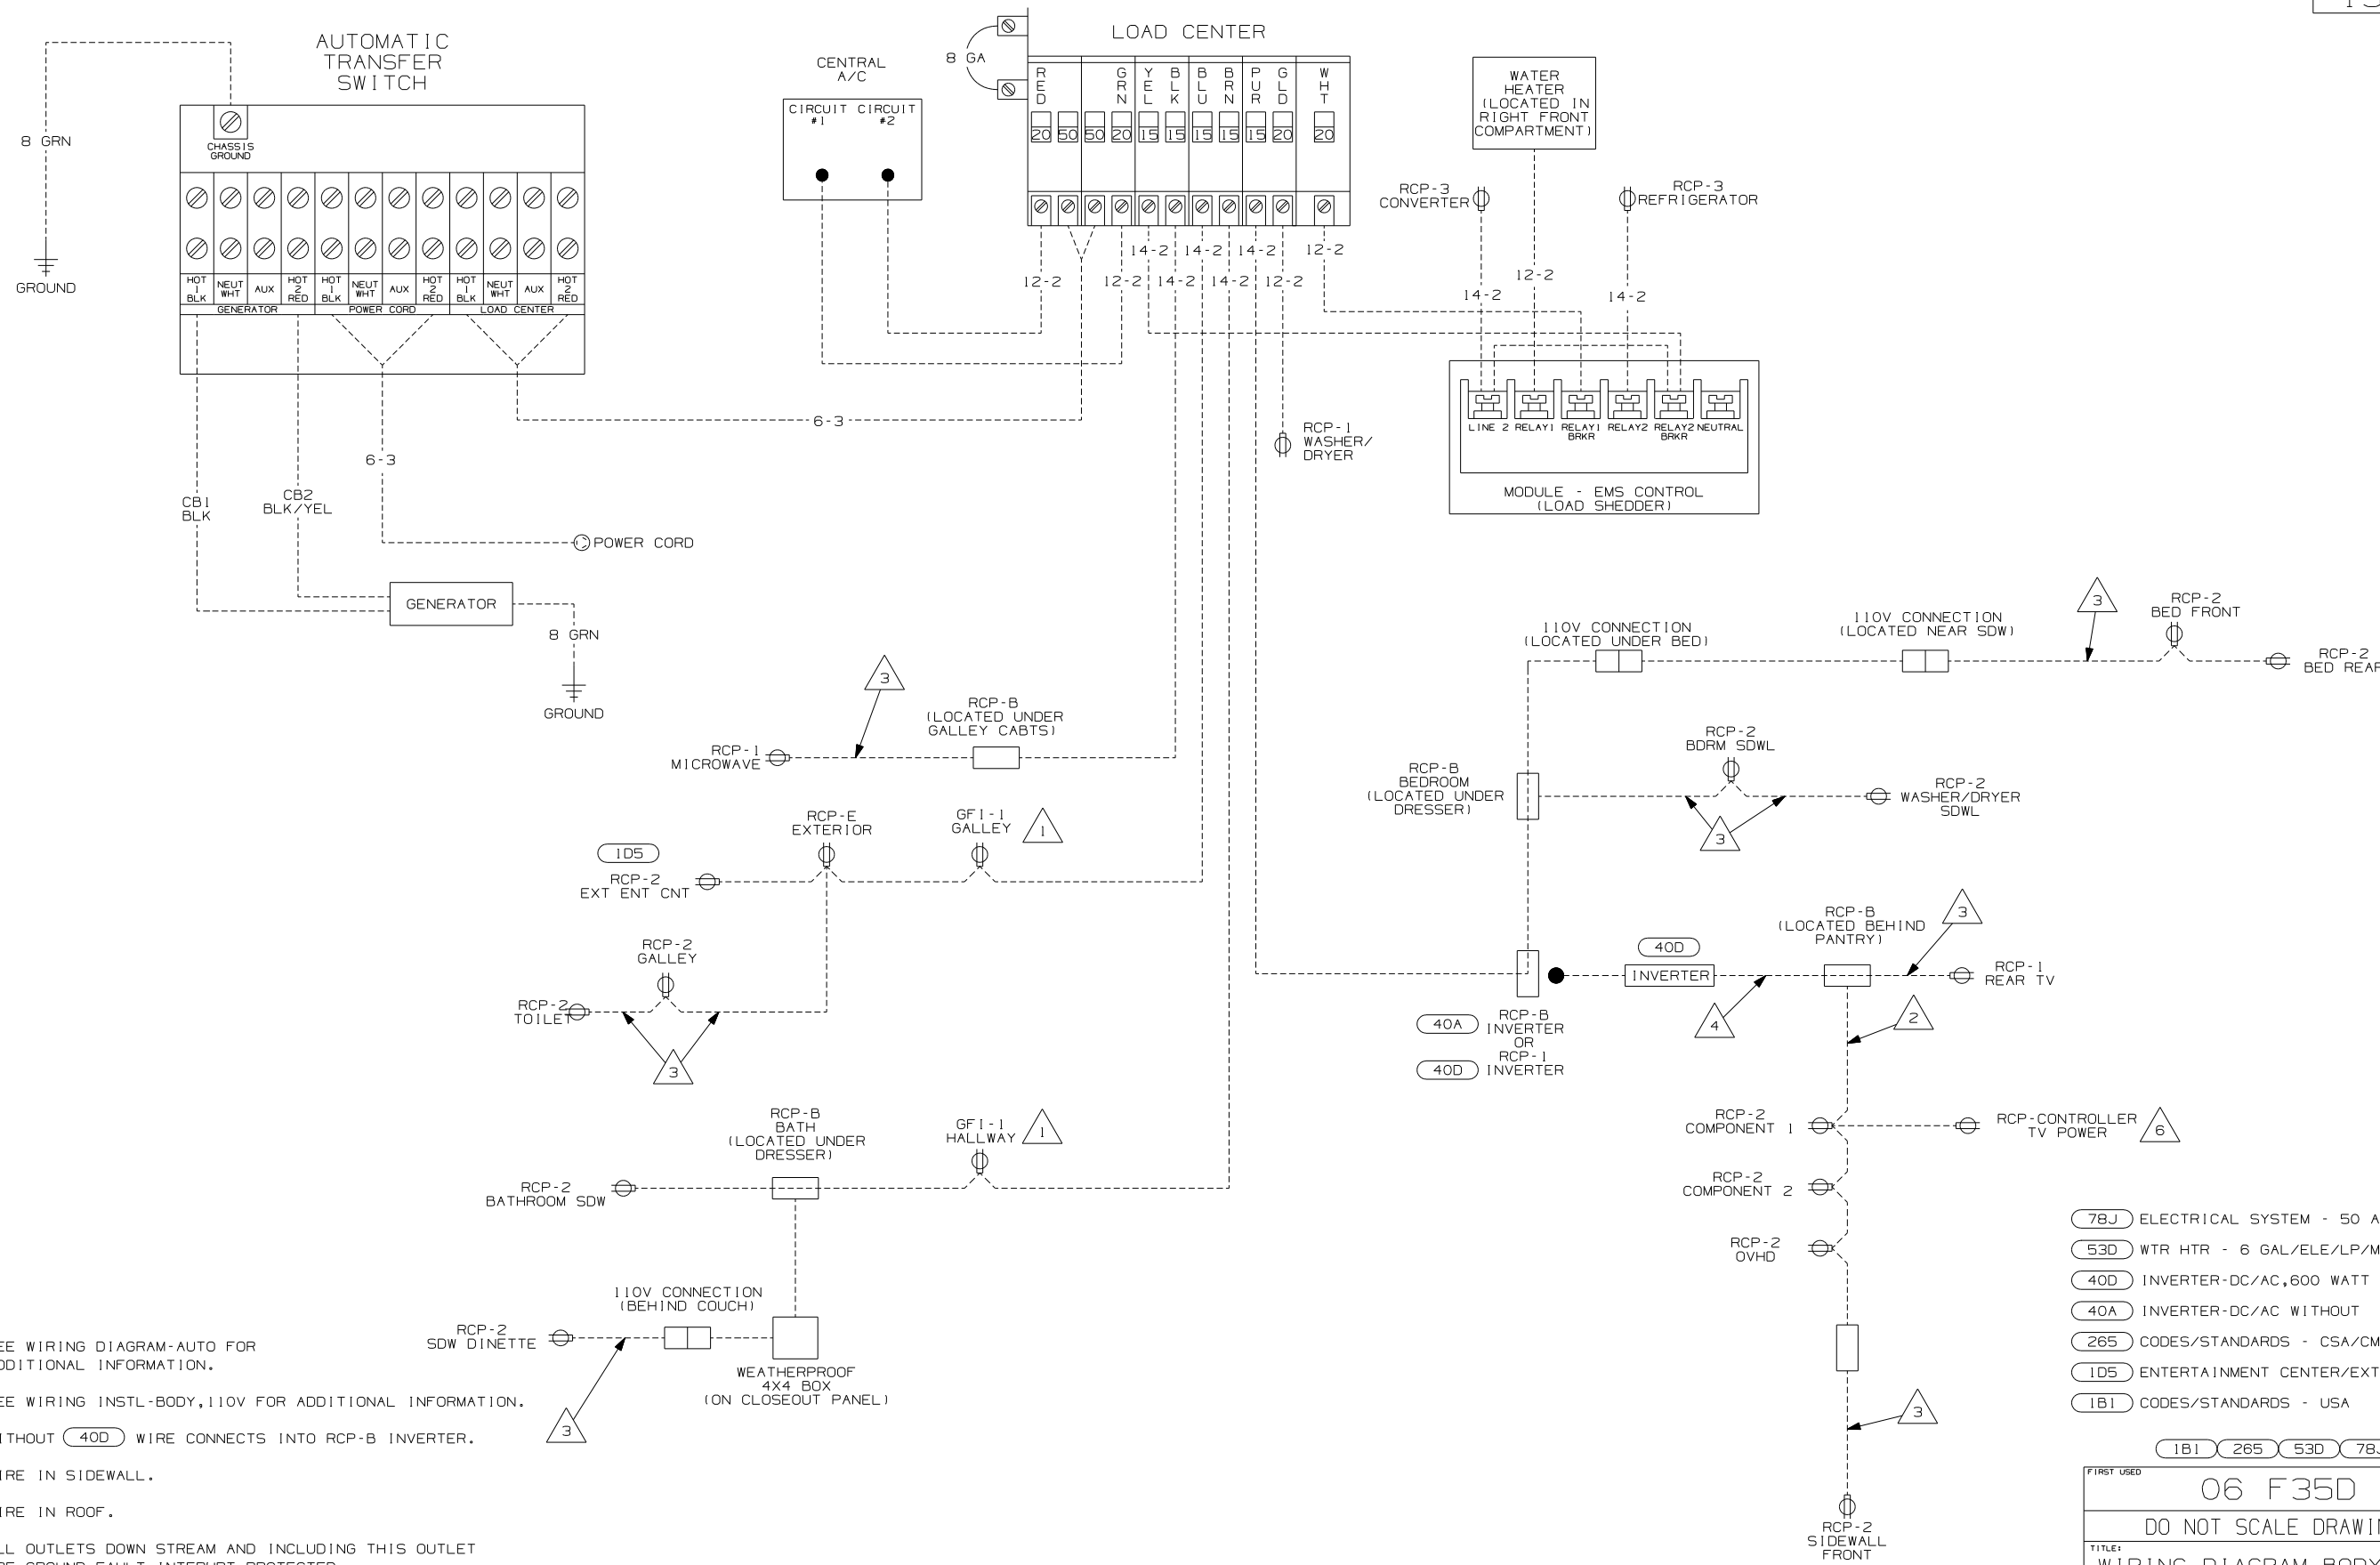 AUTOMATIC
TRANSFER
SWITCH
8 GRN
GROUND
CHASSIS
GROUND
HOT
1
BLK
NEUT
WHT
AUX
HOT
2
RED
HOT
1
BLK
NEUT
WHT
AUX
HOT
2
RED
HOT
1
BLK
NEUT
WHT
AUX
HOT
2
RED
GENERATOR
POWER CORD
LOAD CENTER
CB1
BLK
CB2
BLK/YEL
6-3
6-3
POWER CORD
GENERATOR
8 GRN
GROUND
CENTRAL
A/C
CIRCUIT
#1
CIRCUIT
#2
8 GA
LOAD CENTER
RED
GRN
YEL
BLK
BLU
BRN
PUR
GLD
WHT
20 50 50 20 15 15 15 15 15 20 20
14-2 14-2 14-2 12-2
12-2 12-2 14-2 14-2 12-2
RCP-1
WASHER/
DRYER
WATER
HEATER
(LOCATED IN
RIGHT FRONT
COMPARTMENT)
RCP-3
CONVERTER
RCP-3
REFRIGERATOR
12-2
14-2
14-2
LINE 2
RELAY1
RELAY1
BRKR
RELAY2
RELAY2
BRKR
NEUTRAL
MODULE - EMS CONTROL
(LOAD SHEDDER)
3
RCP-B
(LOCATED UNDER
GALLEY CABTS)
RCP-1
MICROWAVE
RCP-E
EXTERIOR
GFI-1
GALLEY
1
1D5
RCP-2
EXT ENT CNT
RCP-2
GALLEY
RCP-2
TOILET
3
RCP-B
BATH
(LOCATED UNDER
DRESSER)
GFI-1
HALLWAY
1
RCP-2
BATHROOM SDW
110V CONNECTION
(BEHIND COUCH)
RCP-2
SDW DINETTE
WEATHERPROOF
4X4 BOX
(ON CLOSEOUT PANEL)
3
110V CONNECTION
(LOCATED UNDER BED)
110V CONNECTION
(LOCATED NEAR SDW)
3
RCP-2
BED FRONT
RCP-2
BED REAR
RCP-2
BDRM SDWL
RCP-B
BEDROOM
(LOCATED UNDER
DRESSER)
RCP-2
WASHER/DRYER
SDWL
3
RCP-B
(LOCATED BEHIND
PANTRY)
3
40D
INVERTER
RCP-1
REAR TV
4
2
40A
RCP-B
INVERTER
OR
RCP-1
40D
INVERTER
RCP-2
COMPONENT 1
RCP-CONTROLLER
TV POWER
6
RCP-2
COMPONENT 2
RCP-2
OVHD
3
RCP-2
SIDEWALL
FRONT
EE WIRING DIAGRAM-AUTO FOR
DDITIONAL INFORMATION.
EE WIRING INSTL-BODY,110V FOR ADDITIONAL INFORMATION.
ITHOUT 40D WIRE CONNECTS INTO RCP-B INVERTER.
IRE IN SIDEWALL.
IRE IN ROOF.
LL OUTLETS DOWN STREAM AND INCLUDING THIS OUTLET
78J ELECTRICAL SYSTEM - 50 A
53D WTR HTR - 6 GAL/ELE/LP/M
40D INVERTER-DC/AC,600 WATT
40A INVERTER-DC/AC WITHOUT
265 CODES/STANDARDS - CSA/CM
1D5 ENTERTAINMENT CENTER/EXT
1B1 CODES/STANDARDS - USA
1B1 265 53D 78J
FIRST USED
06 F35D
DO NOT SCALE DRAWIN
TITLE:
WIRING DIAGRAM BODY